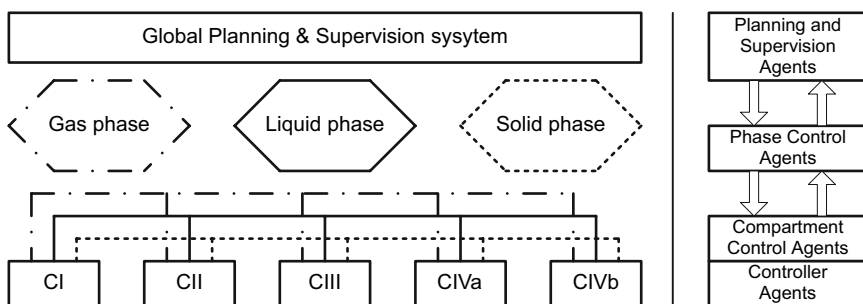 Global Planning & Supervision sysytem
Gas phase
Liquid phase
Solid phase
CI
CII
CIII
CIVa
CIVb
Planning and
Supervision
Agents
Phase Control
Agents
Compartment
Control Agents
Controller
Agents